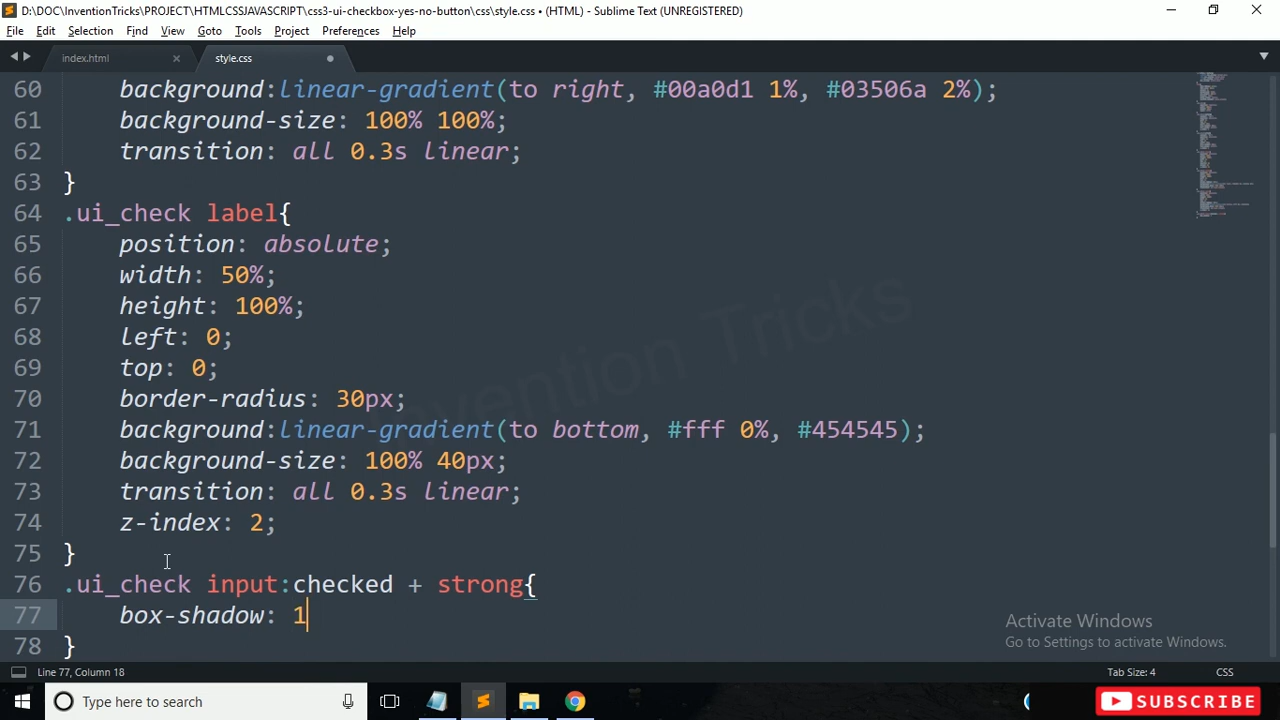 D:\DOC\InventionTricks\PROJECT\HTMLCSSJAVASCRIPT\css3-ui-checkbox-yes-no-button\css\style.css • (HTML) - Sublime Text (UNREGISTERED)
File Edit Selection Find View Goto Tools Project Preferences Help
index.html style.css
60 background:linear-gradient(to right, #00a0d1 1%, #03506a 2%);
61 background-size: 100% 100%;
62 transition: all 0.3s linear;
63 }
64 .ui_check label{
65 position: absolute;
66 width: 50%;
67 height: 100%;
68 left: 0;
69 top: 0;
70 border-radius: 30px;
71 background:linear-gradient(to bottom, #fff 0%, #454545);
72 background-size: 100% 40px;
73 transition: all 0.3s linear;
74 z-index: 2;
75 }
76 .ui_check input:checked + strong{
77 box-shadow: 1
78 }
Invention Tricks
Activate Windows
Go to Settings to activate Windows.
Line 77, Column 18 Tab Size: 4 CSS
Type here to search SUBSCRIBE